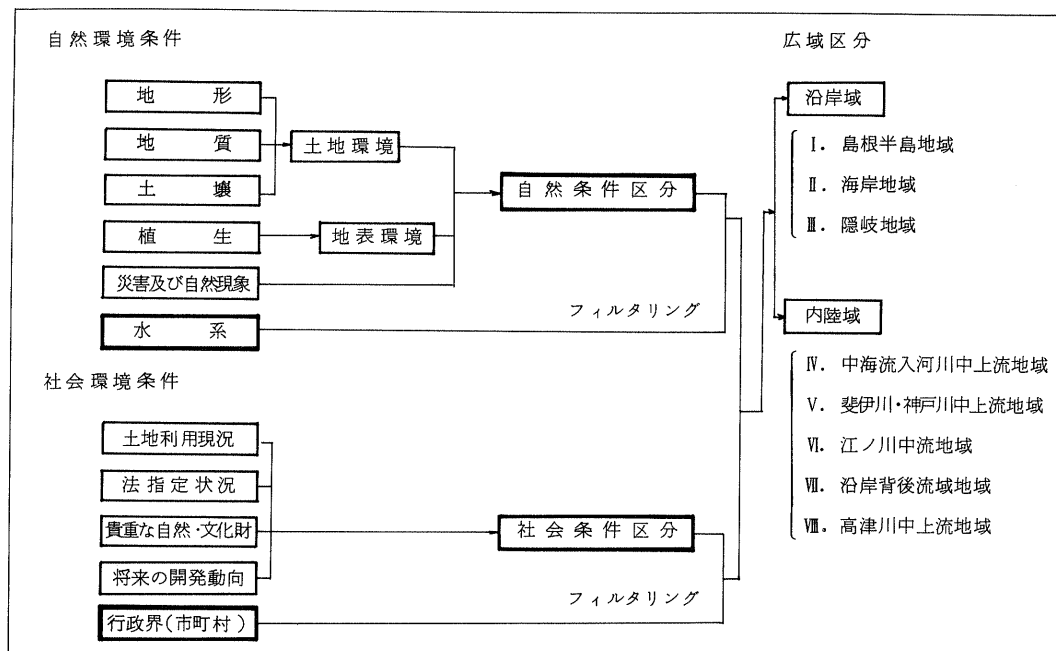 自然環境条件
地形
地質
土壌
植生
災害及び自然現象
水系
土地環境
地表環境
自然条件区分
フィルタリング
社会環境条件
土地利用現況
法指定状況
貴重な自然・文化財
将来の開発動向
行政界(市町村)
社会条件区分
フィルタリング
広域区分
沿岸域
Ⅰ. 島根半島地域
Ⅱ. 海岸地域
Ⅲ. 隠岐地域
内陸域
Ⅳ. 中海流入河川中上流地域
Ⅴ. 斐伊川・神戸川中上流地域
Ⅵ. 江ノ川中流地域
Ⅶ. 沿岸背後流域地域
Ⅷ. 高津川中上流地域